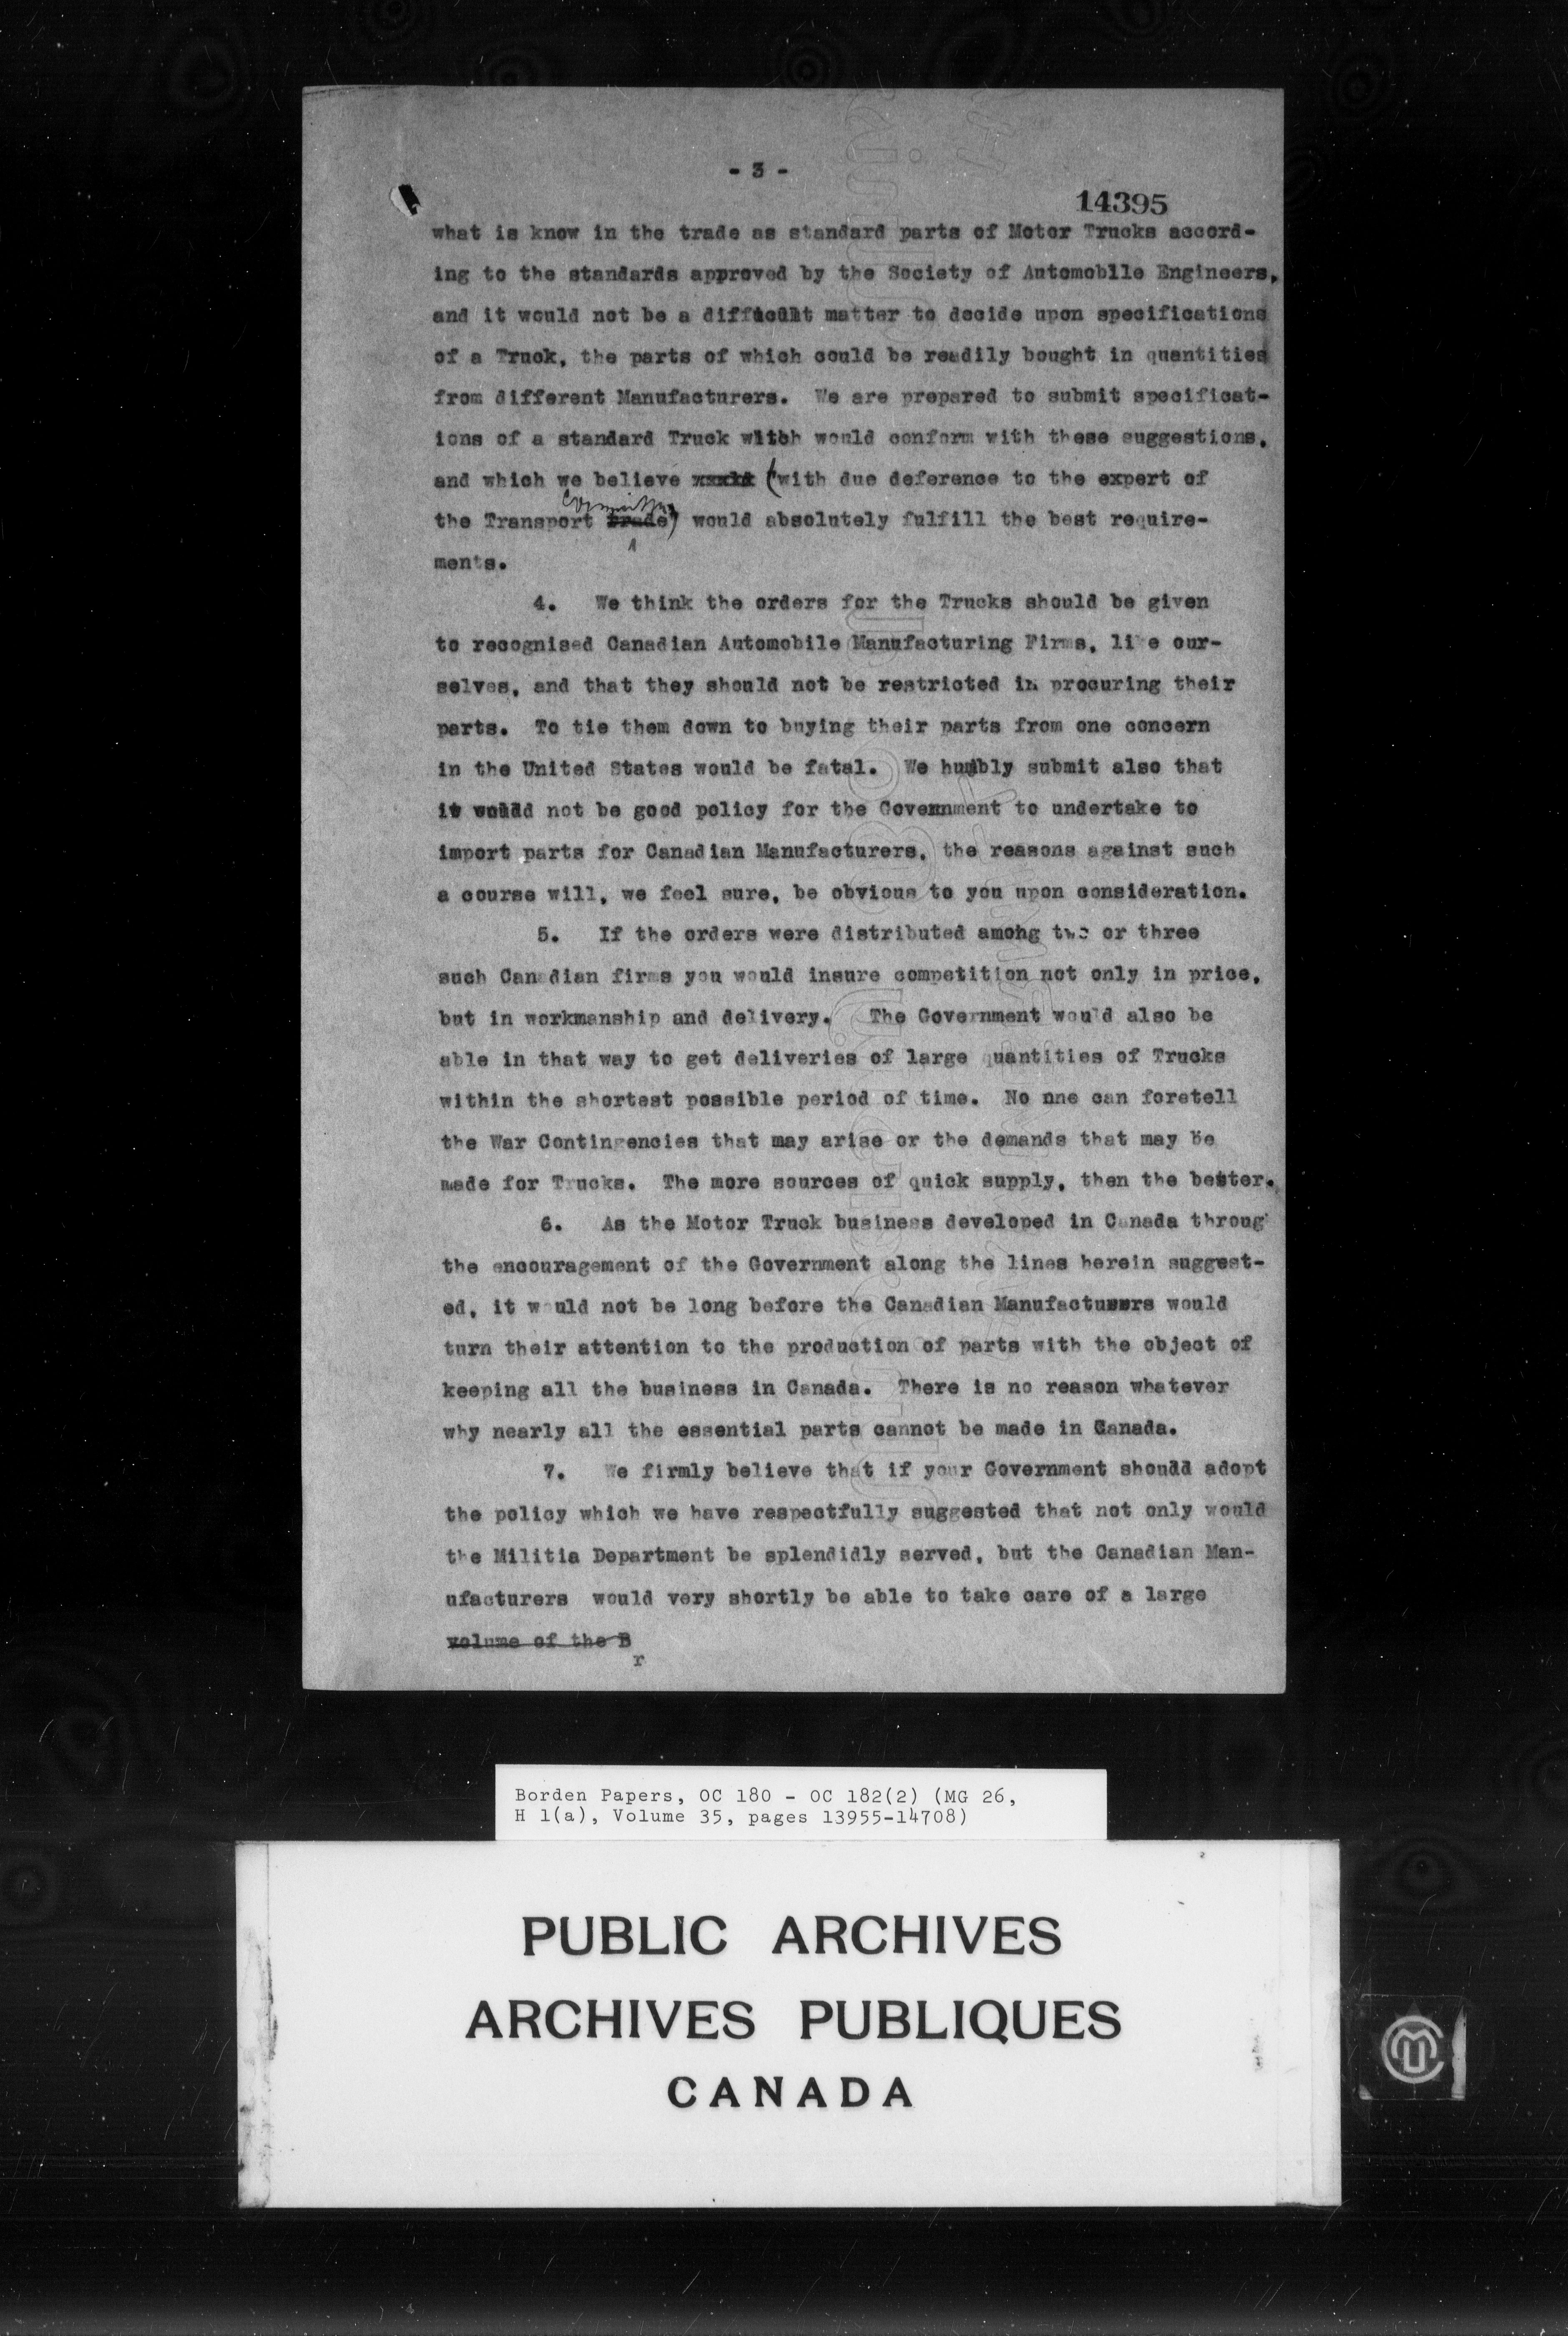 - 3 -
14395
what is know in the trade as standard parts of Motor Trucks accord-
ing to the standards approved by the Society of Automobile Engineers,
and it would not be a difficult matter to decide upon specifications
of a Truck, the parts of which could be readily bought in quantities
from different Manufacturers. We are prepared to submit specificat-
ions of a standard Truck witch would conform with these suggestions,
and which we believe (with due deference to the expert of
Commission
the Transport trade) would absolutely fulfill the best require-
ments.
4. We think the orders for the Trucks should be given
to recognised Canadian Automobile Manufacturing Firms, like our-
selves, and that they should not be restricted in procuring their
parts. To tie them down to buying their parts from one concern
in the United States would be fatal. We humbly submit also that
it would not be good policy for the Government to undertake to
import parts for Canadian Manufacturers, the reasons against such
a course will, we feel sure, be obvious to you upon consideration.
5. If the orders were distributed among two or three
such Canadian firms you would insure competition not only in price,
but in workmanship and delivery. The Government would also be
able in that way to get deliveries of large quantities of Trucks
within the shortest possible period of time. No one can foretell
the War Contingencies that may arise or the demands that may be
made for Trucks. The more sources of quick supply, then the better.
6. As the Motor Truck business developed in Canada throug
the encouragement of the Government along the lines herein suggest-
ed, it would not be long before the Canadian Manufacturers would
turn their attention to the production of parts with the object of
keeping all the business in Canada. There is no reason whatever
why nearly all the essential parts cannot be made in Canada.
7. We firmly believe that if your Government shoudd adopt
the policy which we have respectfully suggested that not only would
the Militia Department be splendidly served, but the Canadian Man-
ufacturers would very shortly be able to take care of a large
volume of the B
r
Borden Papers, OC 180 - OC 182(2) (MG 26,
H 1(a), Volume 35, pages 13955-14708)
PUBLIC ARCHIVES
ARCHIVES PUBLIQUES
CANADA